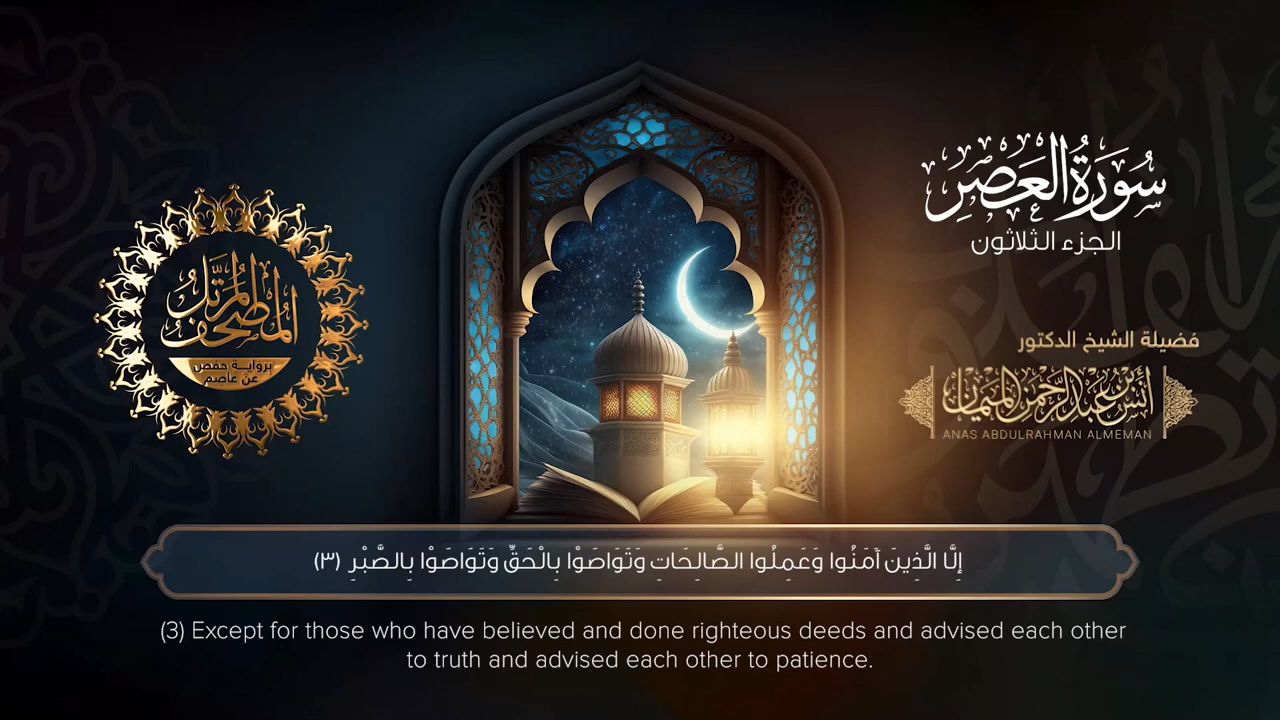 سُورَةُ العَصْرِ
الجزء الثلاثون
المصحف المرتل
برواية حفص
عن عاصم
فضيلة الشيخ الدكتور
أنس بن عبد الرحمن الميمان
ANAS ABDULRAHMAN ALMEMAN
إِلَّا الَّذِينَ آمَنُوا وَعَمِلُوا الصَّالِحَاتِ وَتَوَاصَوْا بِالْحَقِّ وَتَوَاصَوْا بِالصَّبْرِ (٣)
(3) Except for those who have believed and done righteous deeds and advised each other
to truth and advised each other to patience.